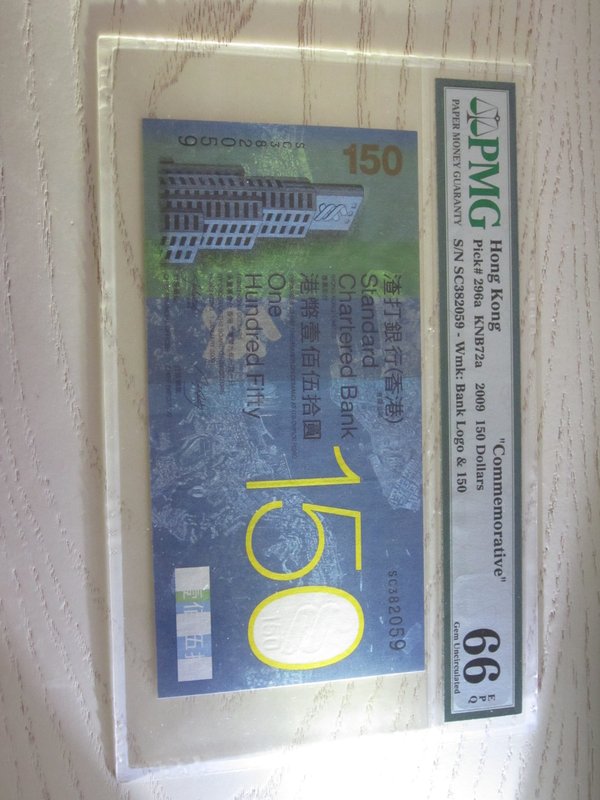 PMG
PAPER MONEY GUARANTY
Hong Kong
"Commemorative"
Pick# 296a KNB72a 2009 150 Dollars
S/N SC382059 - Wmk: Bank Logo & 150
66
EPQ
Gem Uncirculated
150
渣打銀行(香港)
Standard
Chartered Bank
港幣壹佰伍拾圓
One
Hundred Fifty
SC382059
150
SC382059
150